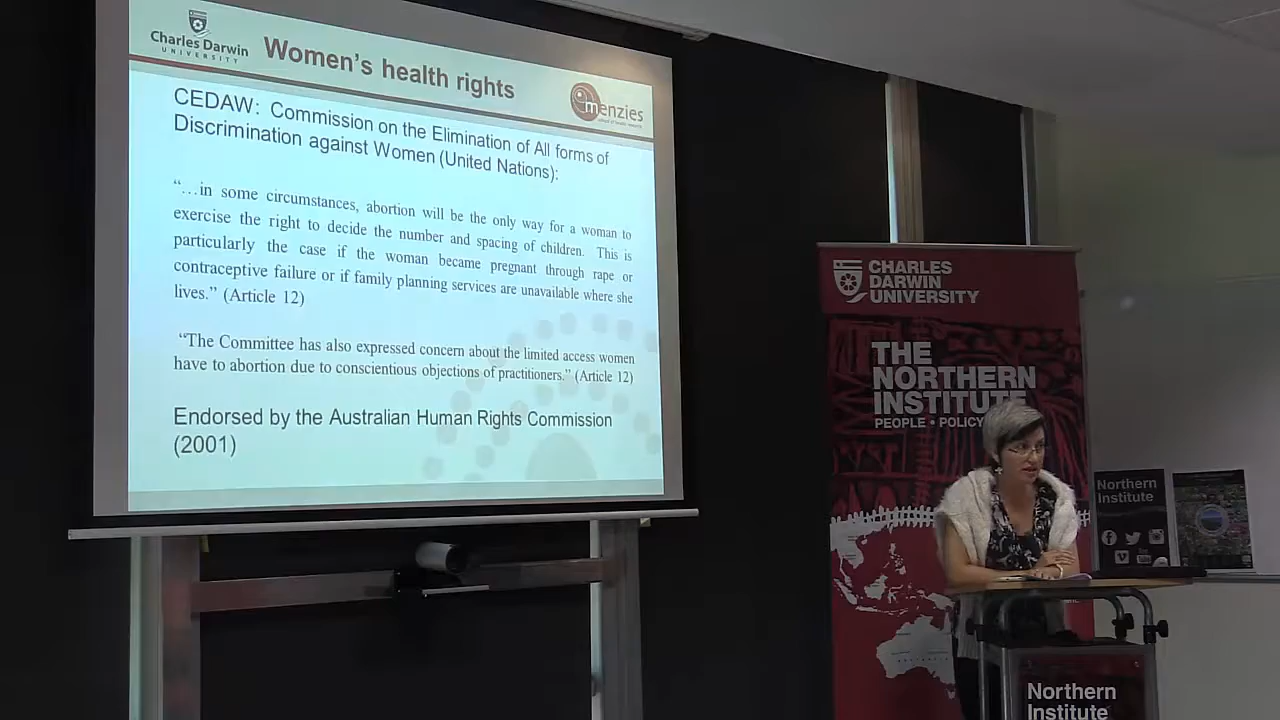 Charles Darwin
UNIVERSITY
Women's health rights
menzies
CEDAW: Commission on the Elimination of All forms of
Discrimination against Women (United Nations):
“…in some circumstances, abortion will be the only way for a woman to
exercise the right to decide the number and spacing of children. This is
particularly the case if the woman became pregnant through rape or
contraceptive failure or if family planning services are unavailable where she
lives.” (Article 12)
“The Committee has also expressed concern about the limited access women
have to abortion due to conscientious objections of practitioners.” (Article 12)
Endorsed by the Australian Human Rights Commission
(2001)
CHARLES
DARWIN
UNIVERSITY
THE
NORTHERN
INSTITUTE
PEOPLE • POLICY
Northern
Institute
Northern
Institute